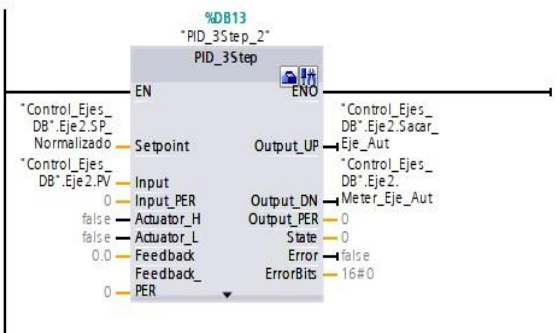 %DB13
"PID_3Step_2"
PID_3Step
EN
ENO
"Control_Ejes_
DB".Eje2.SP_
Normalizado
Setpoint
"Control_Ejes_
DB".Eje2.PV
Input
0
Input_PER
false
Actuator_H
false
Actuator_L
0.0
Feedback
Feedback_
0
PER
"Control_Ejes_
DB".Eje2.Sacar_
Output_UP
Eje_Aut
"Control_Ejes_
DB".Eje2.
Output_DN
Meter_Eje_Aut
Output_PER
0
State
0
Error
false
ErrorBits
16#0